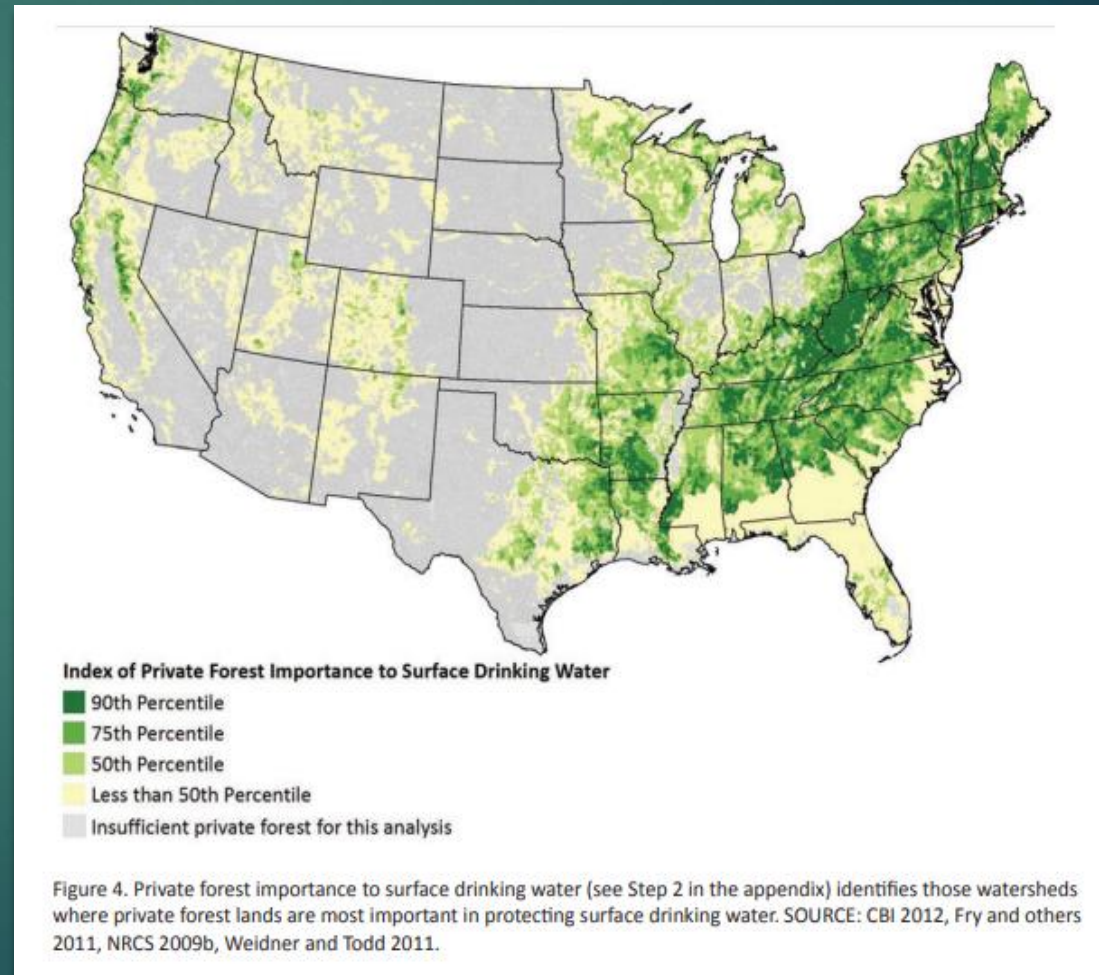 Index of Private Forest Importance to Surface Drinking Water
90th Percentile
75th Percentile
50th Percentile
Less than 50th Percentile
Insufficient private forest for this analysis
Figure 4. Private forest importance to surface drinking water (see Step 2 in the appendix) identifies those watersheds
where private forest lands are most important in protecting surface drinking water. SOURCE: CBI 2012, Fry and others
2011, NRCS 2009b, Weidner and Todd 2011.